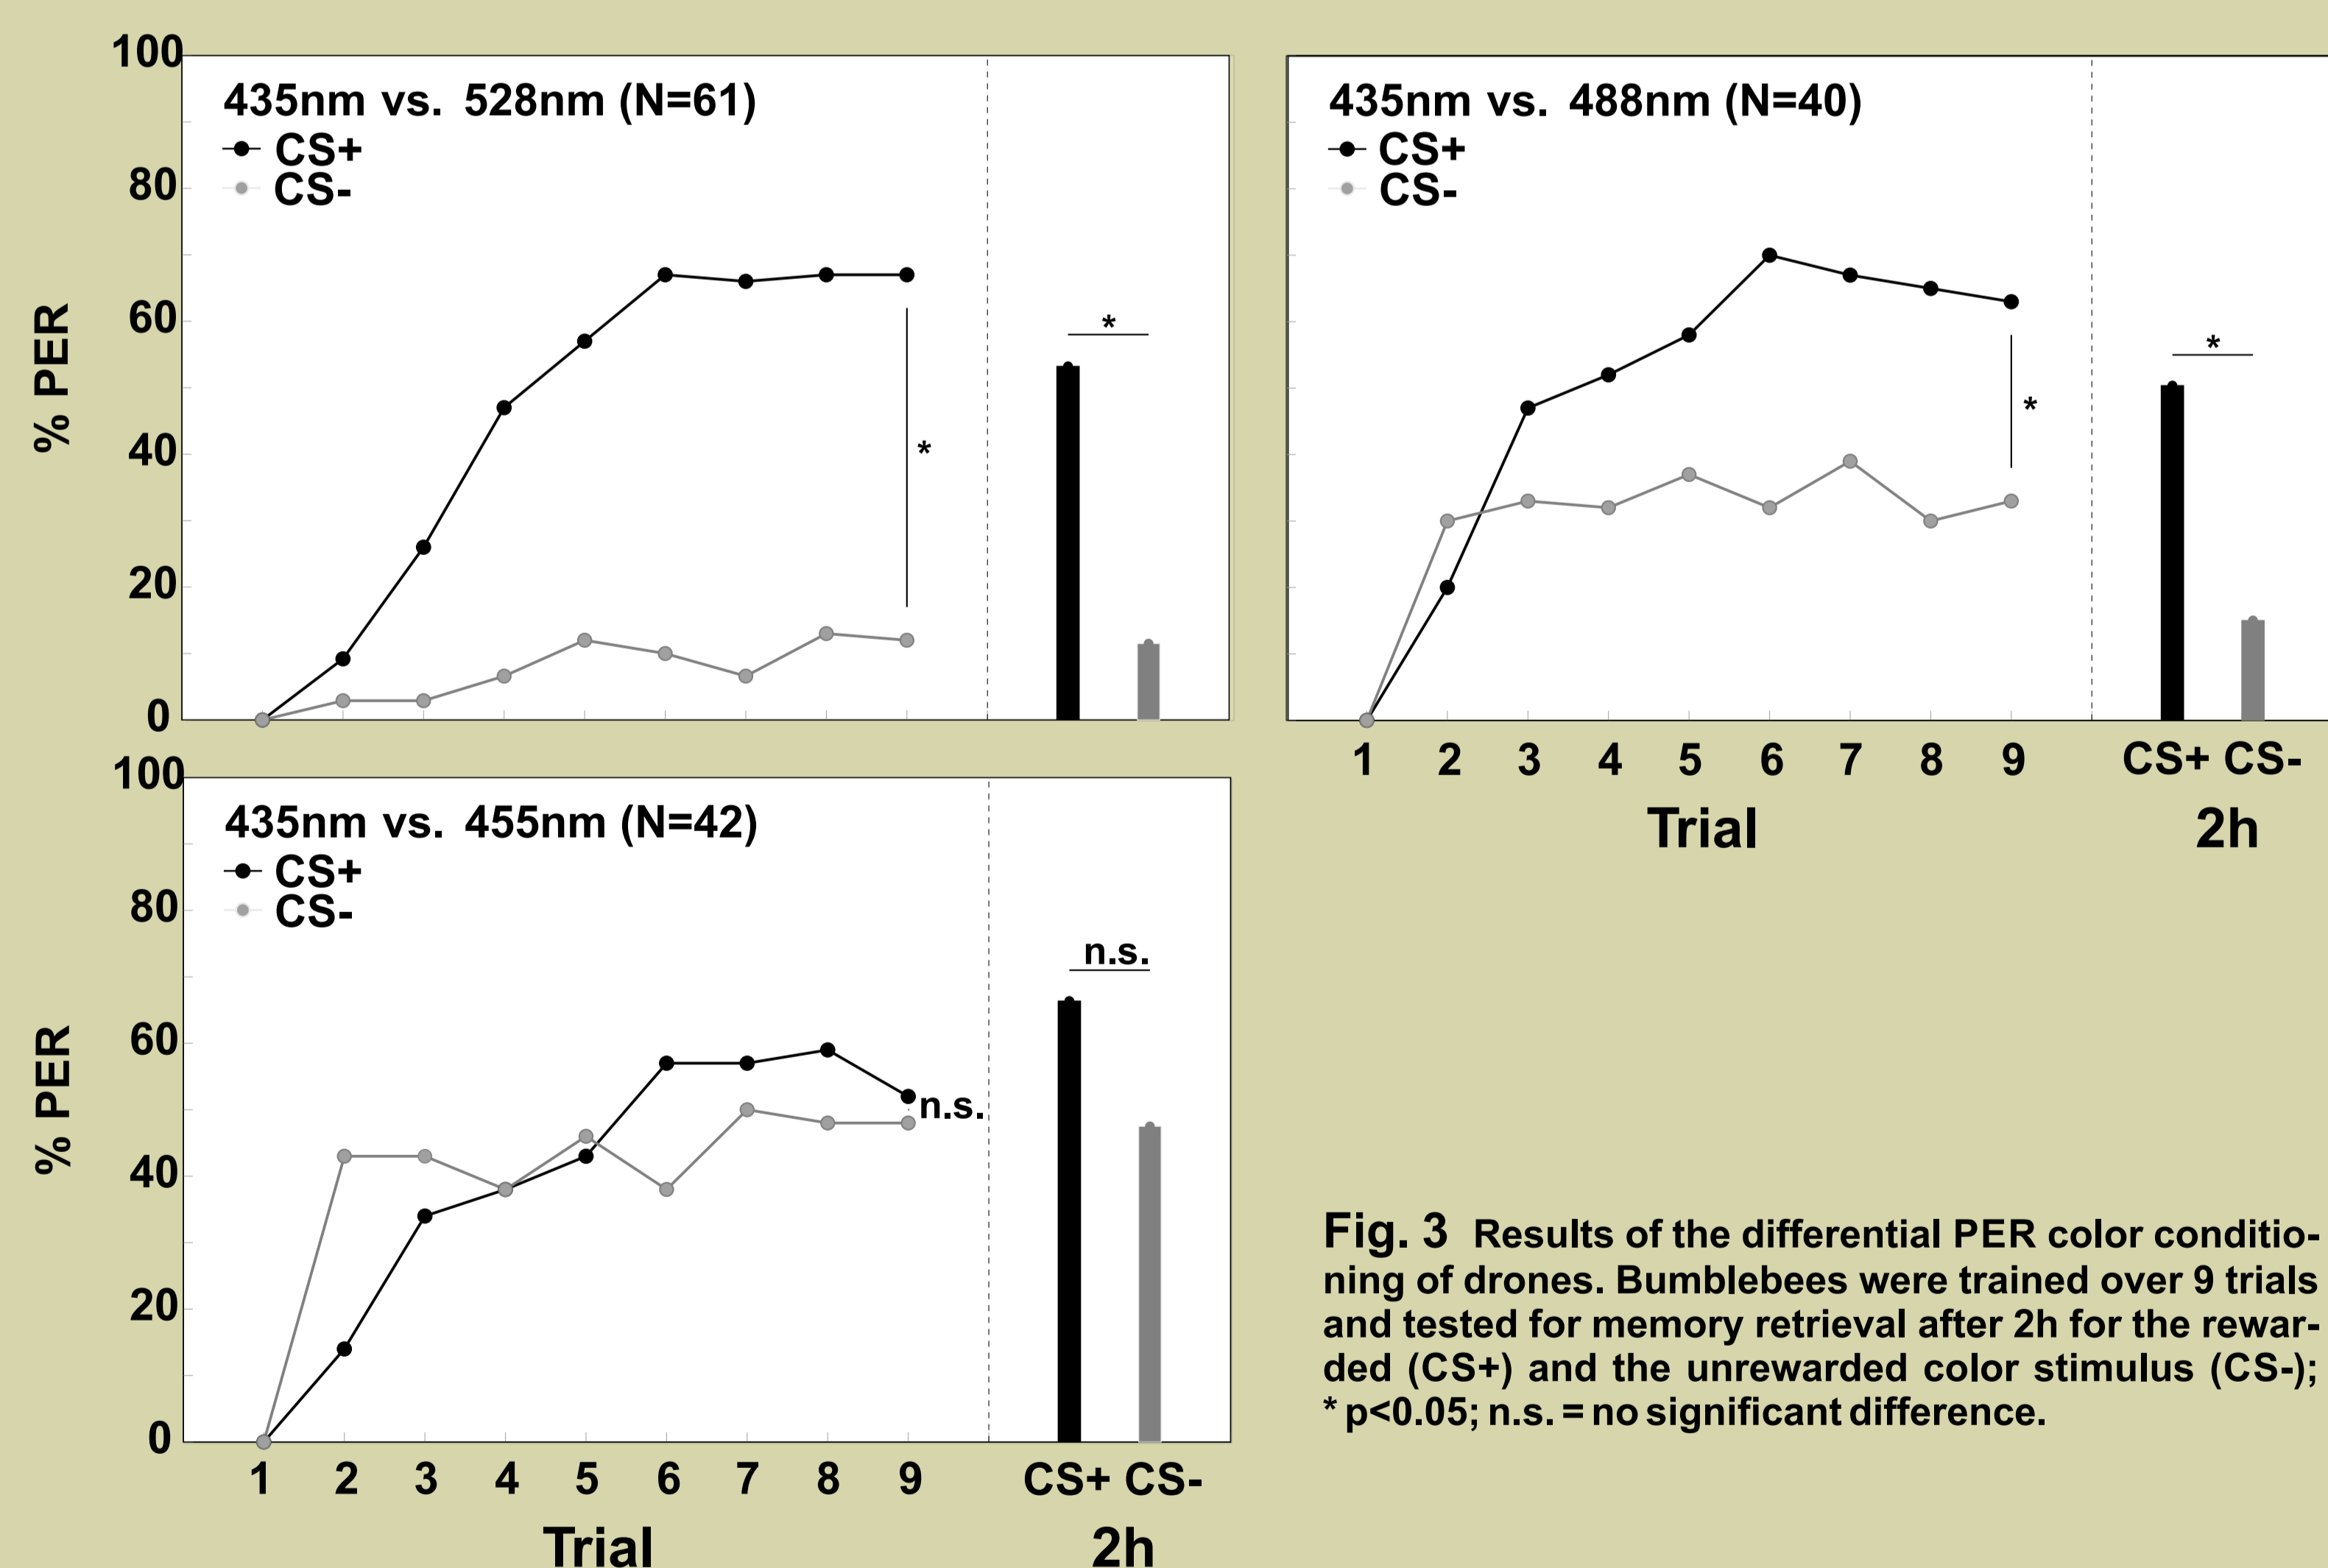 100
80
60
40
20
0
% PER
435nm vs. 528nm (N=61)
CS+
CS-
*
*
435nm vs. 488nm (N=40)
CS+
CS-
*
*
1 2 3 4 5 6 7 8 9 CS+ CS-
Trial 2h
100
80
60
40
20
0
% PER
435nm vs. 455nm (N=42)
CS+
CS-
n.s.
n.s.
1 2 3 4 5 6 7 8 9 CS+ CS-
Trial 2h
Fig. 3 Results of the differential PER color conditio-
ning of drones. Bumblebees were trained over 9 trials
and tested for memory retrieval after 2h for the rewar-
ded (CS+) and the unrewarded color stimulus (CS-);
* p<0.05; n.s. = no significant difference.